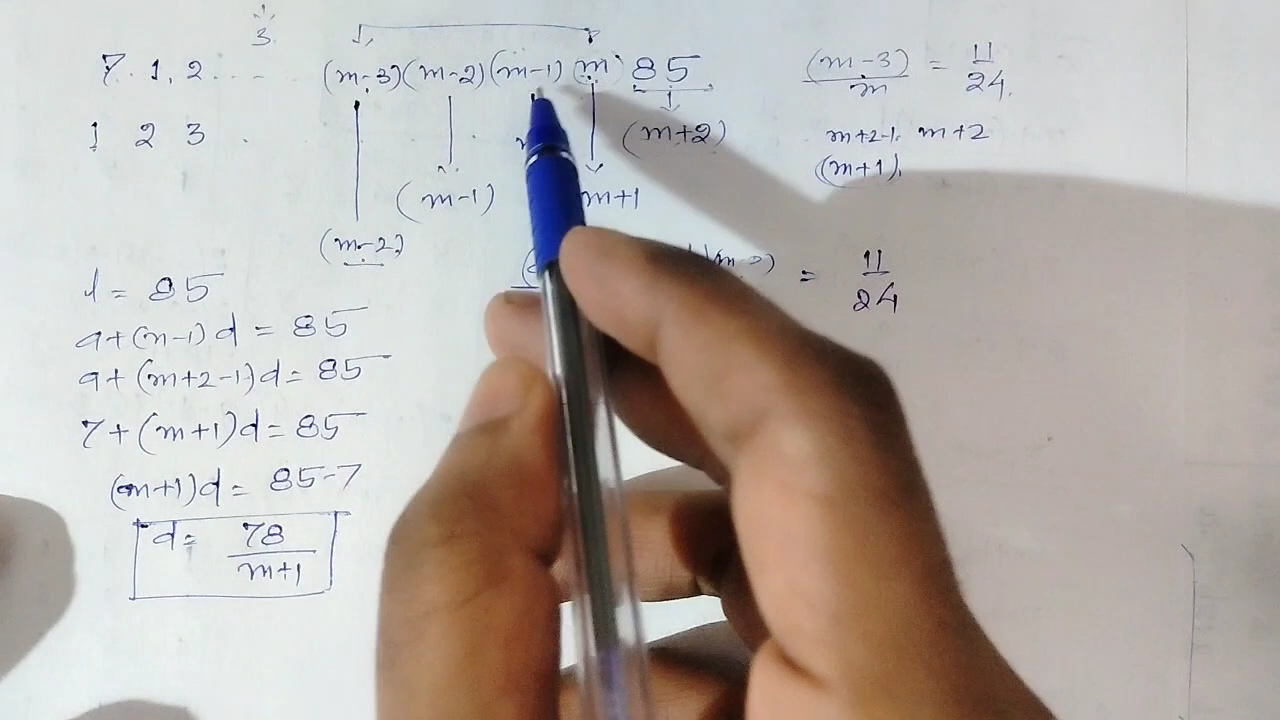 3
7. 1, 2 .... (m-3)(m-2)(m-1)(m) 85
(m-3)/m = 11/24
1 2 3 . . (m+2)
m+2-1, m+2
(m+1),
(m-1) m+1
(m-2)
= 11/24
l = 85
a+(n-1)d = 85
a+(m+2-1)d = 85
7+(m+1)d = 85
(m+1)d = 85-7
d = 78/m+1